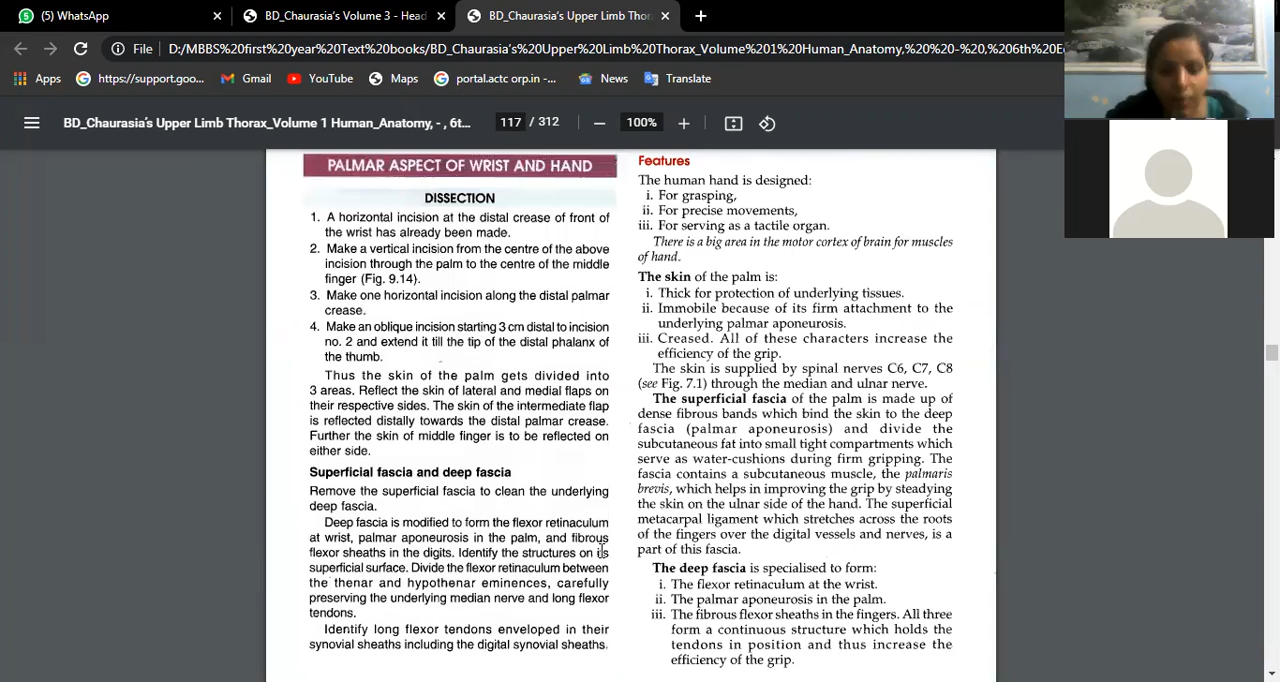 (5) WhatsApp
BD_Chaurasia's Volume 3 - Head
BD_Chaurasia's Upper Limb Thor
File
D:/MBBS%20first%20year%20Text%20books/BD_Chaurasia's%20Upper%20Limb%20Thorax_Volume%201%20Human_Anatomy,%20%20-%20,%206th%20E
Apps
https://support.goo...
Gmail
YouTube
Maps
portal.actc orp.in -...
News
Translate
BD_Chaurasia's Upper Limb Thorax_Volume 1 Human_Anatomy, - , 6t...
117 / 312
100%
PALMAR ASPECT OF WRIST AND HAND
DISSECTION
1. A horizontal incision at the distal crease of front of
the wrist has already been made.
2. Make a vertical incision from the centre of the above
incision through the palm to the centre of the middle
finger (Fig. 9.14).
3. Make one horizontal incision along the distal palmar
crease.
4. Make an oblique incision starting 3 cm distal to incision
no. 2 and extend it till the tip of the distal phalanx of
the thumb.
Thus the skin of the palm gets divided into
3 areas. Reflect the skin of lateral and medial flaps on
their respective sides. The skin of the intermediate flap
is reflected distally towards the distal palmar crease.
Further the skin of middle finger is to be reflected on
either side.
Superficial fascia and deep fascia
Remove the superficial fascia to clean the underlying
deep fascia.
Deep fascia is modified to form the flexor retinaculum
at wrist, palmar aponeurosis in the palm, and fibrous
flexor sheaths in the digits. Identify the structures on its
superficial surface. Divide the flexor retinaculum between
the thenar and hypothenar eminences, carefully
preserving the underlying median nerve and long flexor
tendons.
Identify long flexor tendons enveloped in their
synovial sheaths including the digital synovial sheaths.
Features
The human hand is designed:
i. For grasping,
ii. For precise movements,
iii. For serving as a tactile organ.
There is a big area in the motor cortex of brain for muscles
of hand.
The skin of the palm is:
i. Thick for protection of underlying tissues.
ii. Immobile because of its firm attachment to the
underlying palmar aponeurosis.
iii. Creased. All of these characters increase the
efficiency of the grip.
The skin is supplied by spinal nerves C6, C7, C8
(see Fig. 7.1) through the median and ulnar nerve.
The superficial fascia of the palm is made up of
dense fibrous bands which bind the skin to the deep
fascia (palmar aponeurosis) and divide the
subcutaneous fat into small tight compartments which
serve as water-cushions during firm gripping. The
fascia contains a subcutaneous muscle, the palmaris
brevis, which helps in improving the grip by steadying
the skin on the ulnar side of the hand. The superficial
metacarpal ligament which stretches across the roots
of the fingers over the digital vessels and nerves, is a
part of this fascia.
The deep fascia is specialised to form:
i. The flexor retinaculum at the wrist.
ii. The palmar aponeurosis in the palm.
iii. The fibrous flexor sheaths in the fingers. All three
form a continuous structure which holds the
tendons in position and thus increase the
efficiency of the grip.